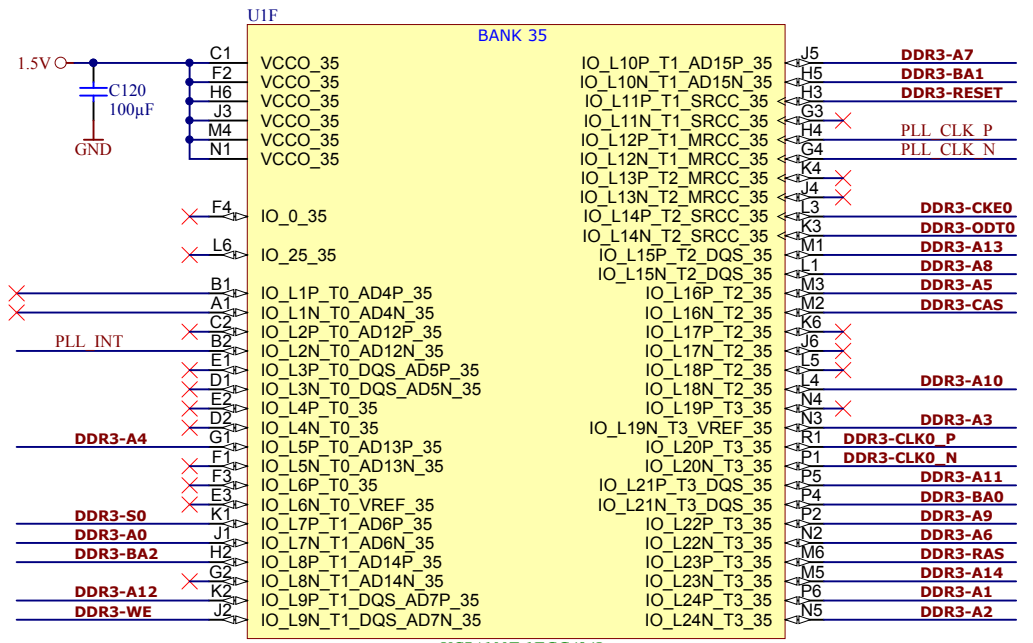 U1F
BANK 35
1.5V
C120
100µF
GND
C1 VCCO_35
F2 VCCO_35
H6 VCCO_35
J3 VCCO_35
M4 VCCO_35
N1 VCCO_35
F4 IO_0_35
L6 IO_25_35
B1 IO_L1P_T0_AD4P_35
A1 IO_L1N_T0_AD4N_35
C2 IO_L2P_T0_AD12P_35
PLL_INT B2 IO_L2N_T0_AD12N_35
E1 IO_L3P_T0_DQS_AD5P_35
D1 IO_L3N_T0_DQS_AD5N_35
E2 IO_L4P_T0_35
D2 IO_L4N_T0_35
DDR3-A4 G1 IO_L5P_T0_AD13P_35
F1 IO_L5N_T0_AD13N_35
F3 IO_L6P_T0_35
E3 IO_L6N_T0_VREF_35
DDR3-S0 K1 IO_L7P_T1_AD6P_35
DDR3-A0 J1 IO_L7N_T1_AD6N_35
DDR3-BA2 H2 IO_L8P_T1_AD14P_35
G2 IO_L8N_T1_AD14N_35
DDR3-A12 K2 IO_L9P_T1_DQS_AD7P_35
DDR3-WE J2 IO_L9N_T1_DQS_AD7N_35
IO_L10P_T1_AD15P_35 J5 DDR3-A7
IO_L10N_T1_AD15N_35 H5 DDR3-BA1
IO_L11P_T1_SRCC_35 H3 DDR3-RESET
IO_L11N_T1_SRCC_35 G3
IO_L12P_T1_MRCC_35 H4 PLL_CLK_P
IO_L12N_T1_MRCC_35 G4 PLL_CLK_N
IO_L13P_T2_MRCC_35 K4
IO_L13N_T2_MRCC_35 J4
IO_L14P_T2_SRCC_35 L3 DDR3-CKE0
IO_L14N_T2_SRCC_35 K3 DDR3-ODT0
IO_L15P_T2_DQS_35 M1 DDR3-A13
IO_L15N_T2_DQS_35 L1 DDR3-A8
IO_L16P_T2_35 M3 DDR3-A5
IO_L16N_T2_35 M2 DDR3-CAS
IO_L17P_T2_35 K6
IO_L17N_T2_35 J6
IO_L18P_T2_35 L5
IO_L18N_T2_35 L4 DDR3-A10
IO_L19P_T3_35 N4
IO_L19N_T3_VREF_35 N3 DDR3-A3
IO_L20P_T3_35 R1 DDR3-CLK0_P
IO_L20N_T3_35 P1 DDR3-CLK0_N
IO_L21P_T3_DQS_35 P5 DDR3-A11
IO_L21N_T3_DQS_35 P4 DDR3-BA0
IO_L22P_T3_35 P2 DDR3-A9
IO_L22N_T3_35 N2 DDR3-A6
IO_L23P_T3_35 M6 DDR3-RAS
IO_L23N_T3_35 M5 DDR3-A14
IO_L24P_T3_35 P6 DDR3-A1
IO_L24N_T3_35 N5 DDR3-A2